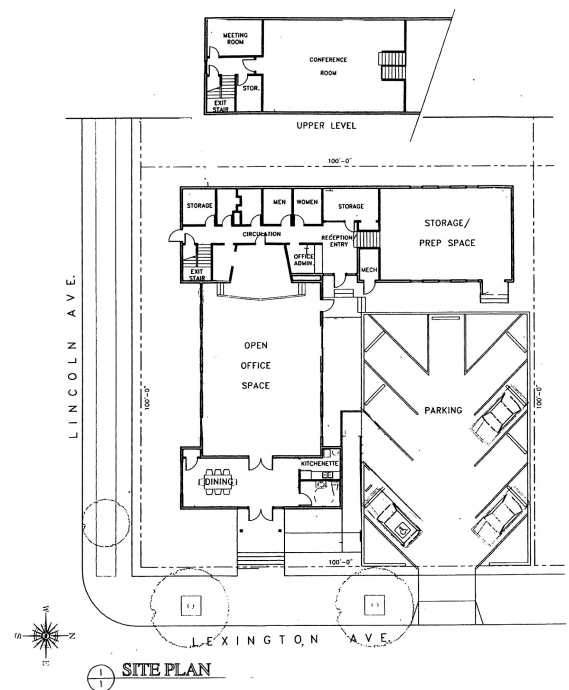 MEETING
ROOM
CONFERENCE
ROOM
STOR.
EXIT
STAIR
UPPER LEVEL
100'-0"
STORAGE
MEN
WOMEN
STORAGE
STORAGE/
PREP SPACE
CIRCULATION
RECEPTION/
ENTRY
OFFICE
ADMIN.
MECH
EXIT
STAIR
OPEN
OFFICE
SPACE
LINCOLN AVE.
100'-0"
PARKING
100'-0"
KITCHENETTE
DINING
100'-0"
LEXINGTON AVE.
W
S
N
E
1
1
SITE PLAN